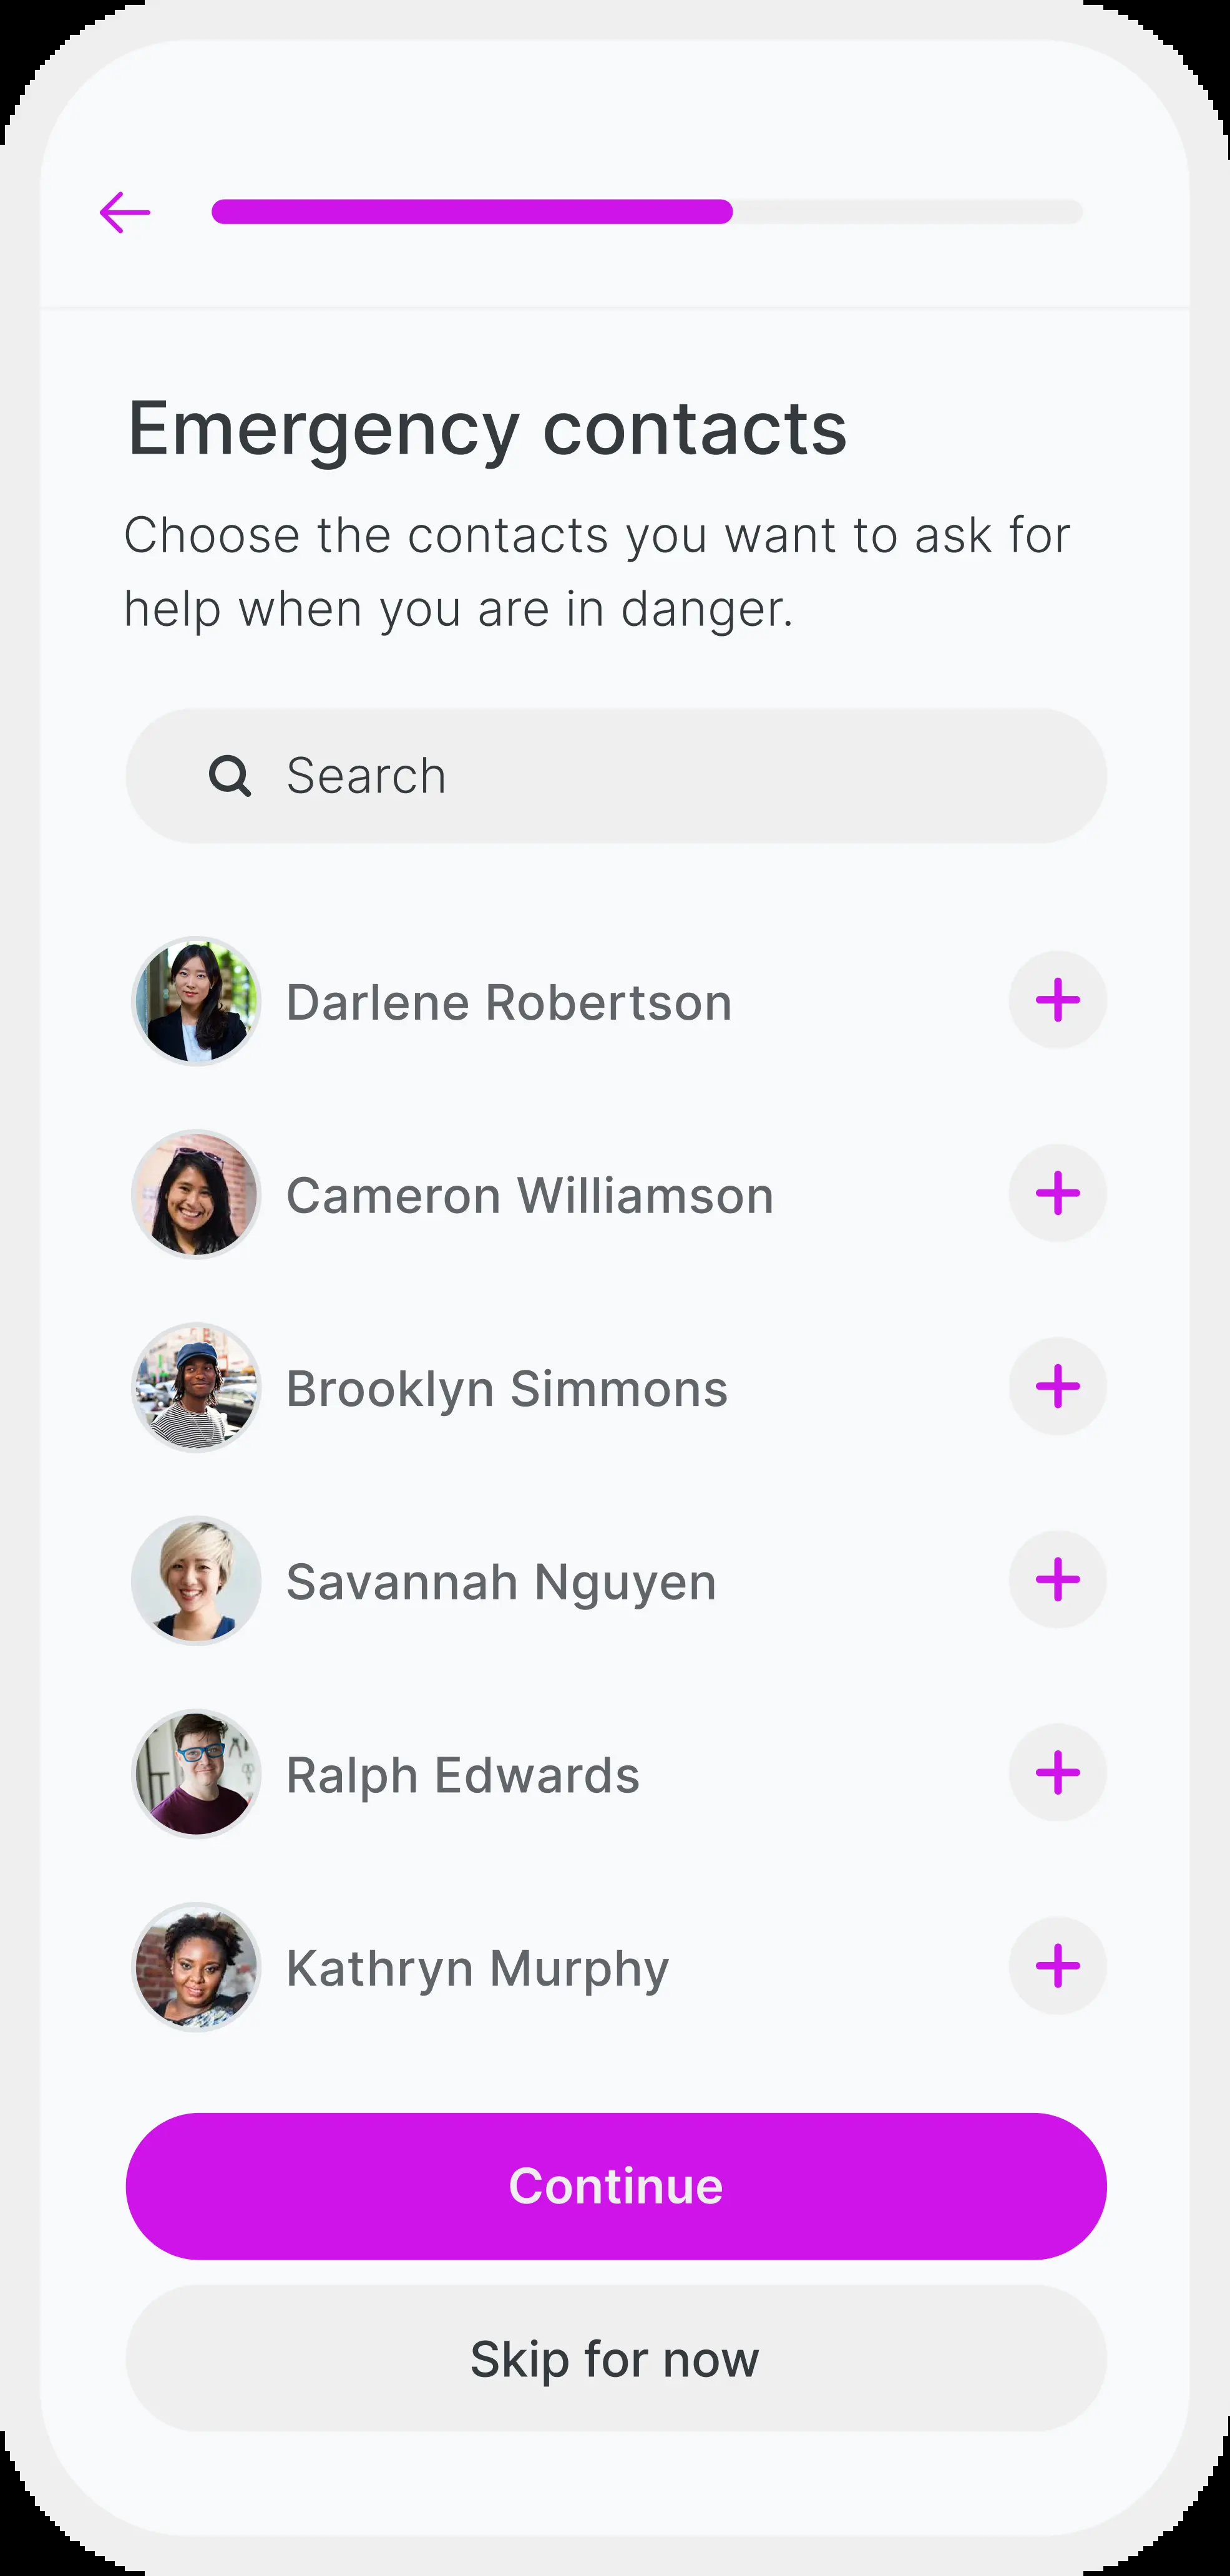 Emergency contacts
Choose the contacts you want to ask for
help when you are in danger.
Search
Darlene Robertson
Cameron Williamson
Brooklyn Simmons
Savannah Nguyen
Ralph Edwards
Kathryn Murphy
Continue
Skip for now